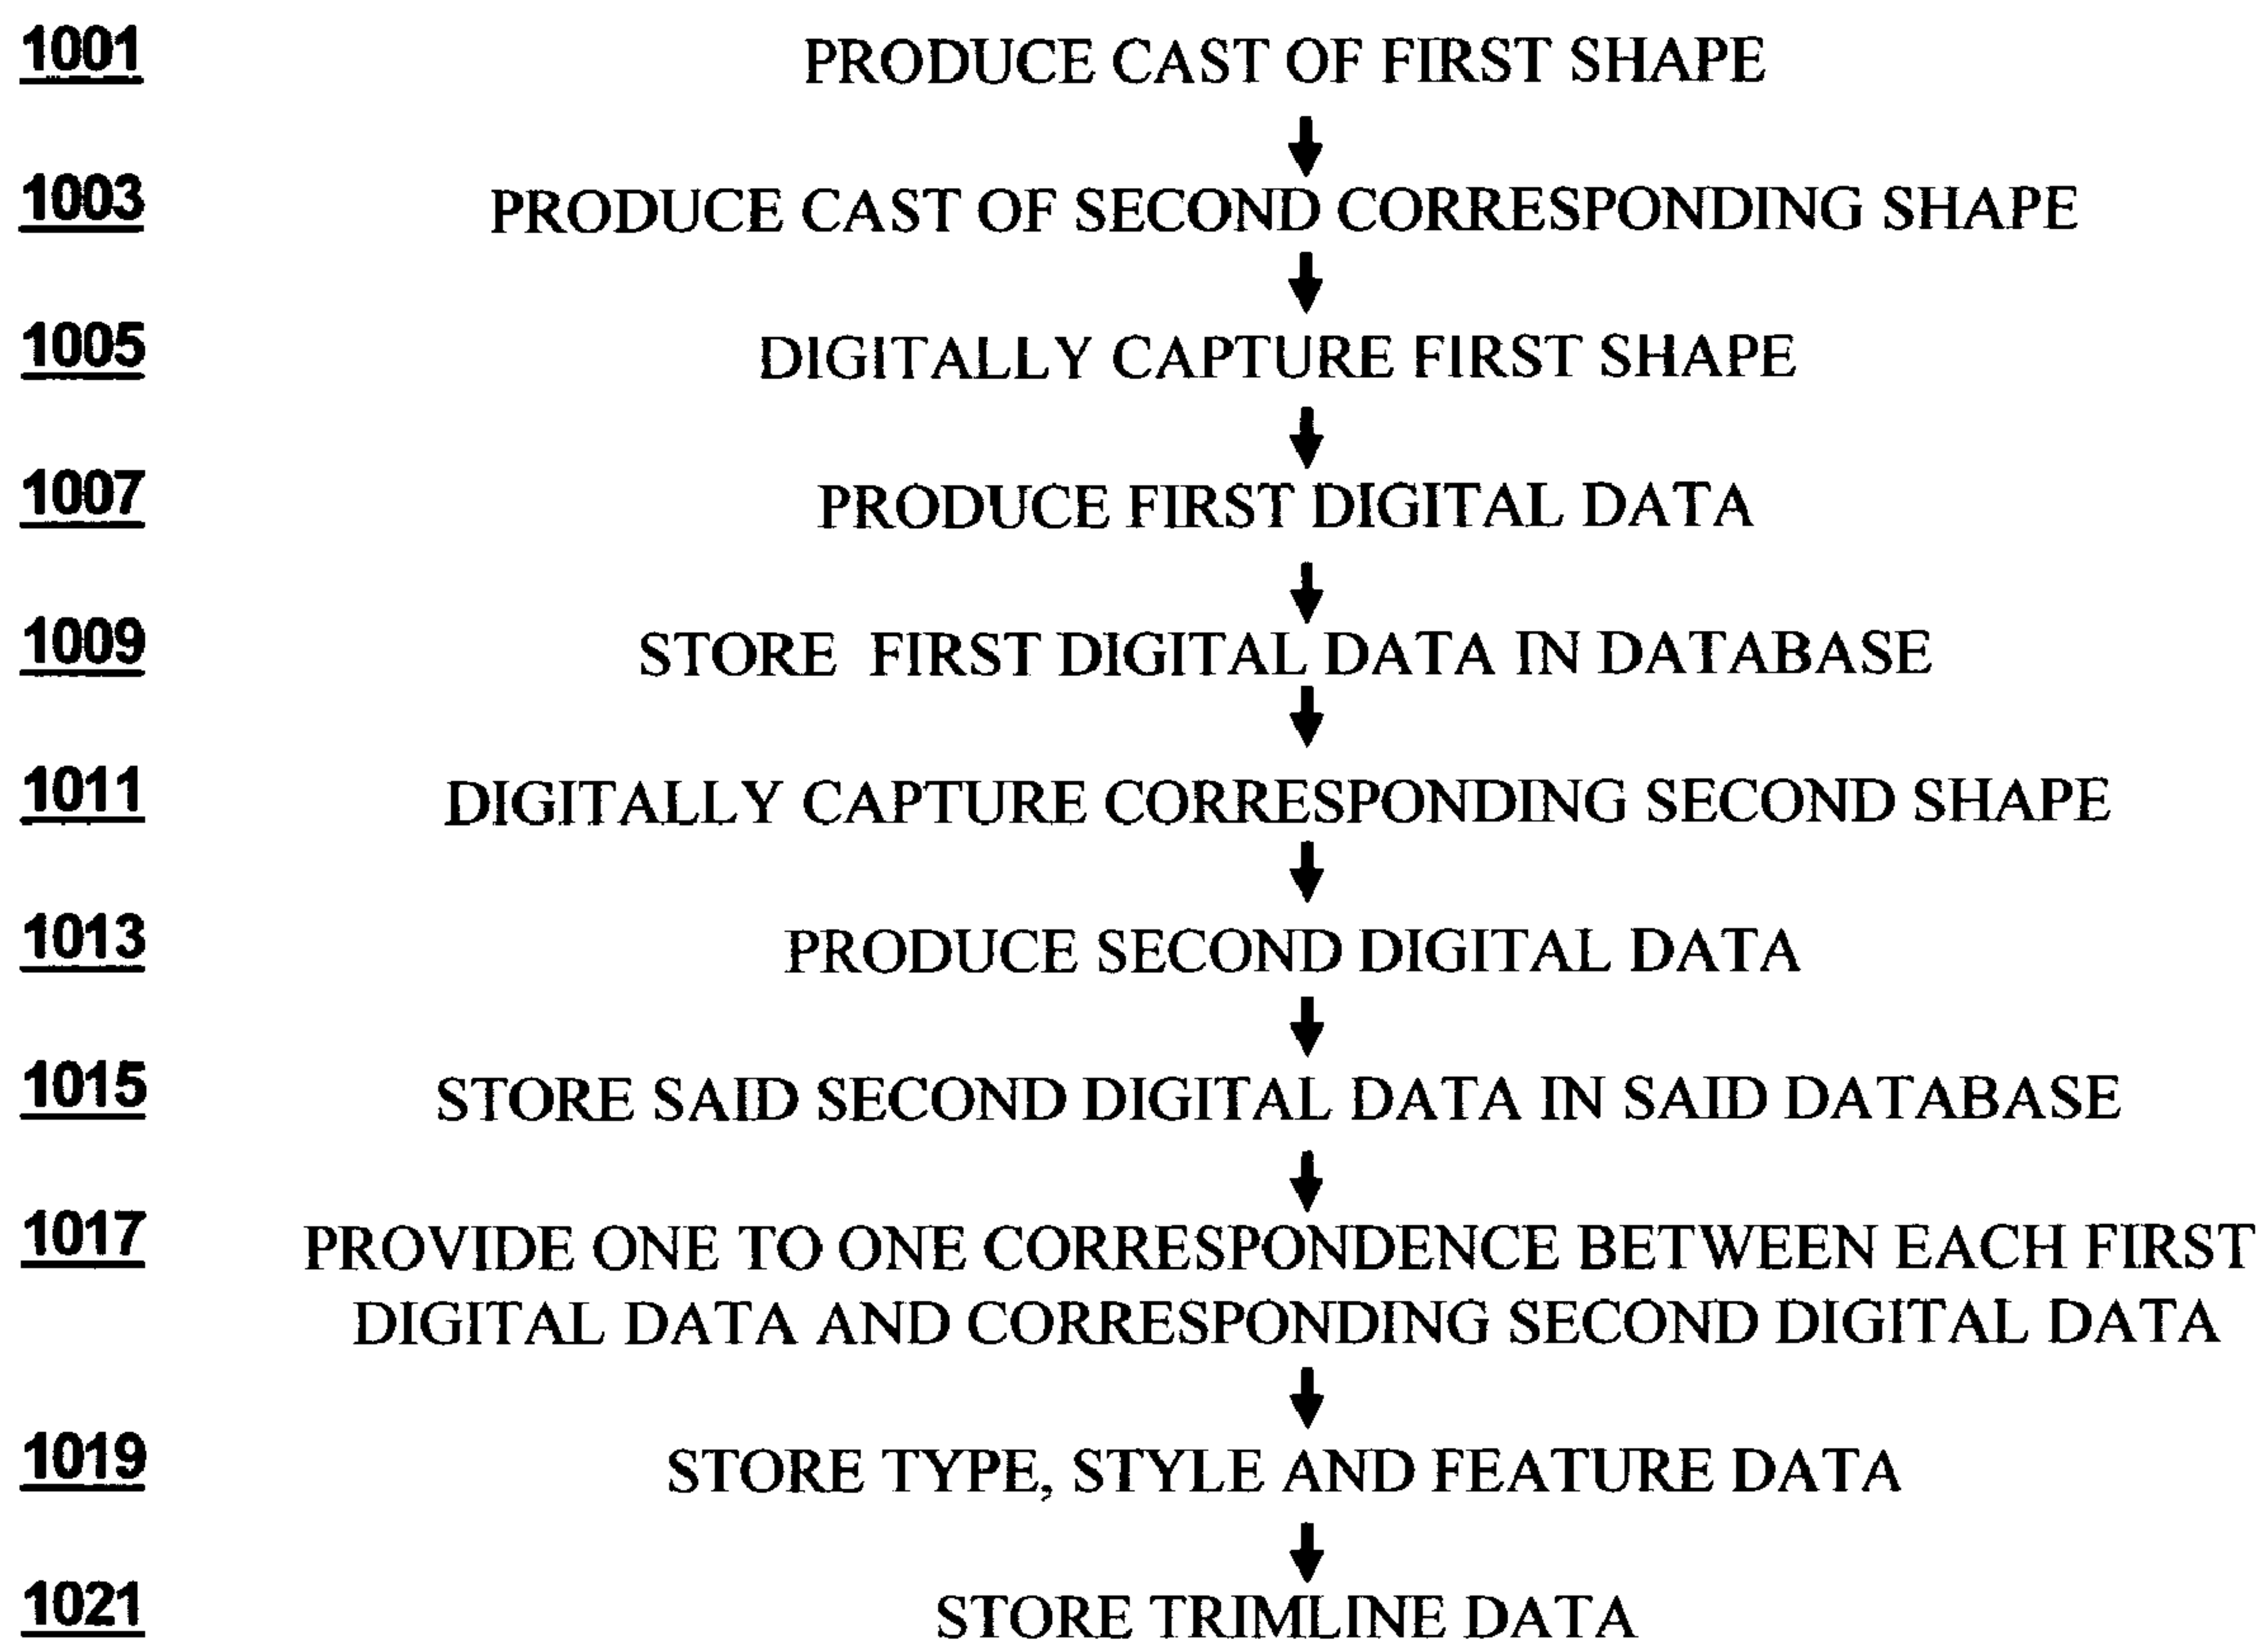 1001 PRODUCE CAST OF FIRST SHAPE
1003 PRODUCE CAST OF SECOND CORRESPONDING SHAPE
1005 DIGITALLY CAPTURE FIRST SHAPE
1007 PRODUCE FIRST DIGITAL DATA
1009 STORE FIRST DIGITAL DATA IN DATABASE
1011 DIGITALLY CAPTURE CORRESPONDING SECOND SHAPE
1013 PRODUCE SECOND DIGITAL DATA
1015 STORE SAID SECOND DIGITAL DATA IN SAID DATABASE
1017 PROVIDE ONE TO ONE CORRESPONDENCE BETWEEN EACH FIRST
DIGITAL DATA AND CORRESPONDING SECOND DIGITAL DATA
1019 STORE TYPE, STYLE AND FEATURE DATA
1021 STORE TRIMLINE DATA